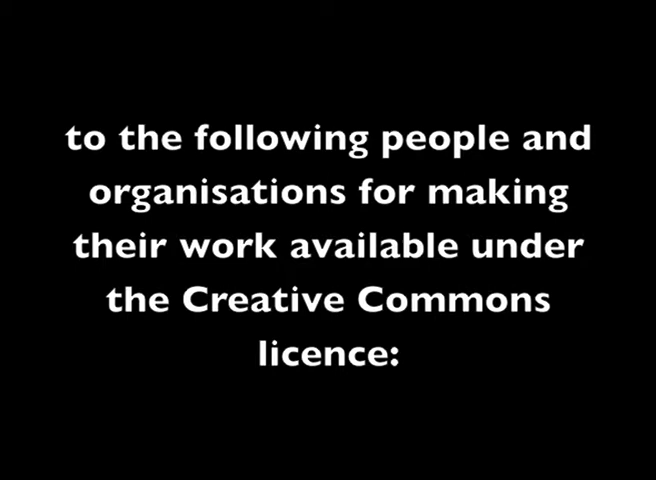 to the following people and
organisations for making
their work available under
the Creative Commons
licence: